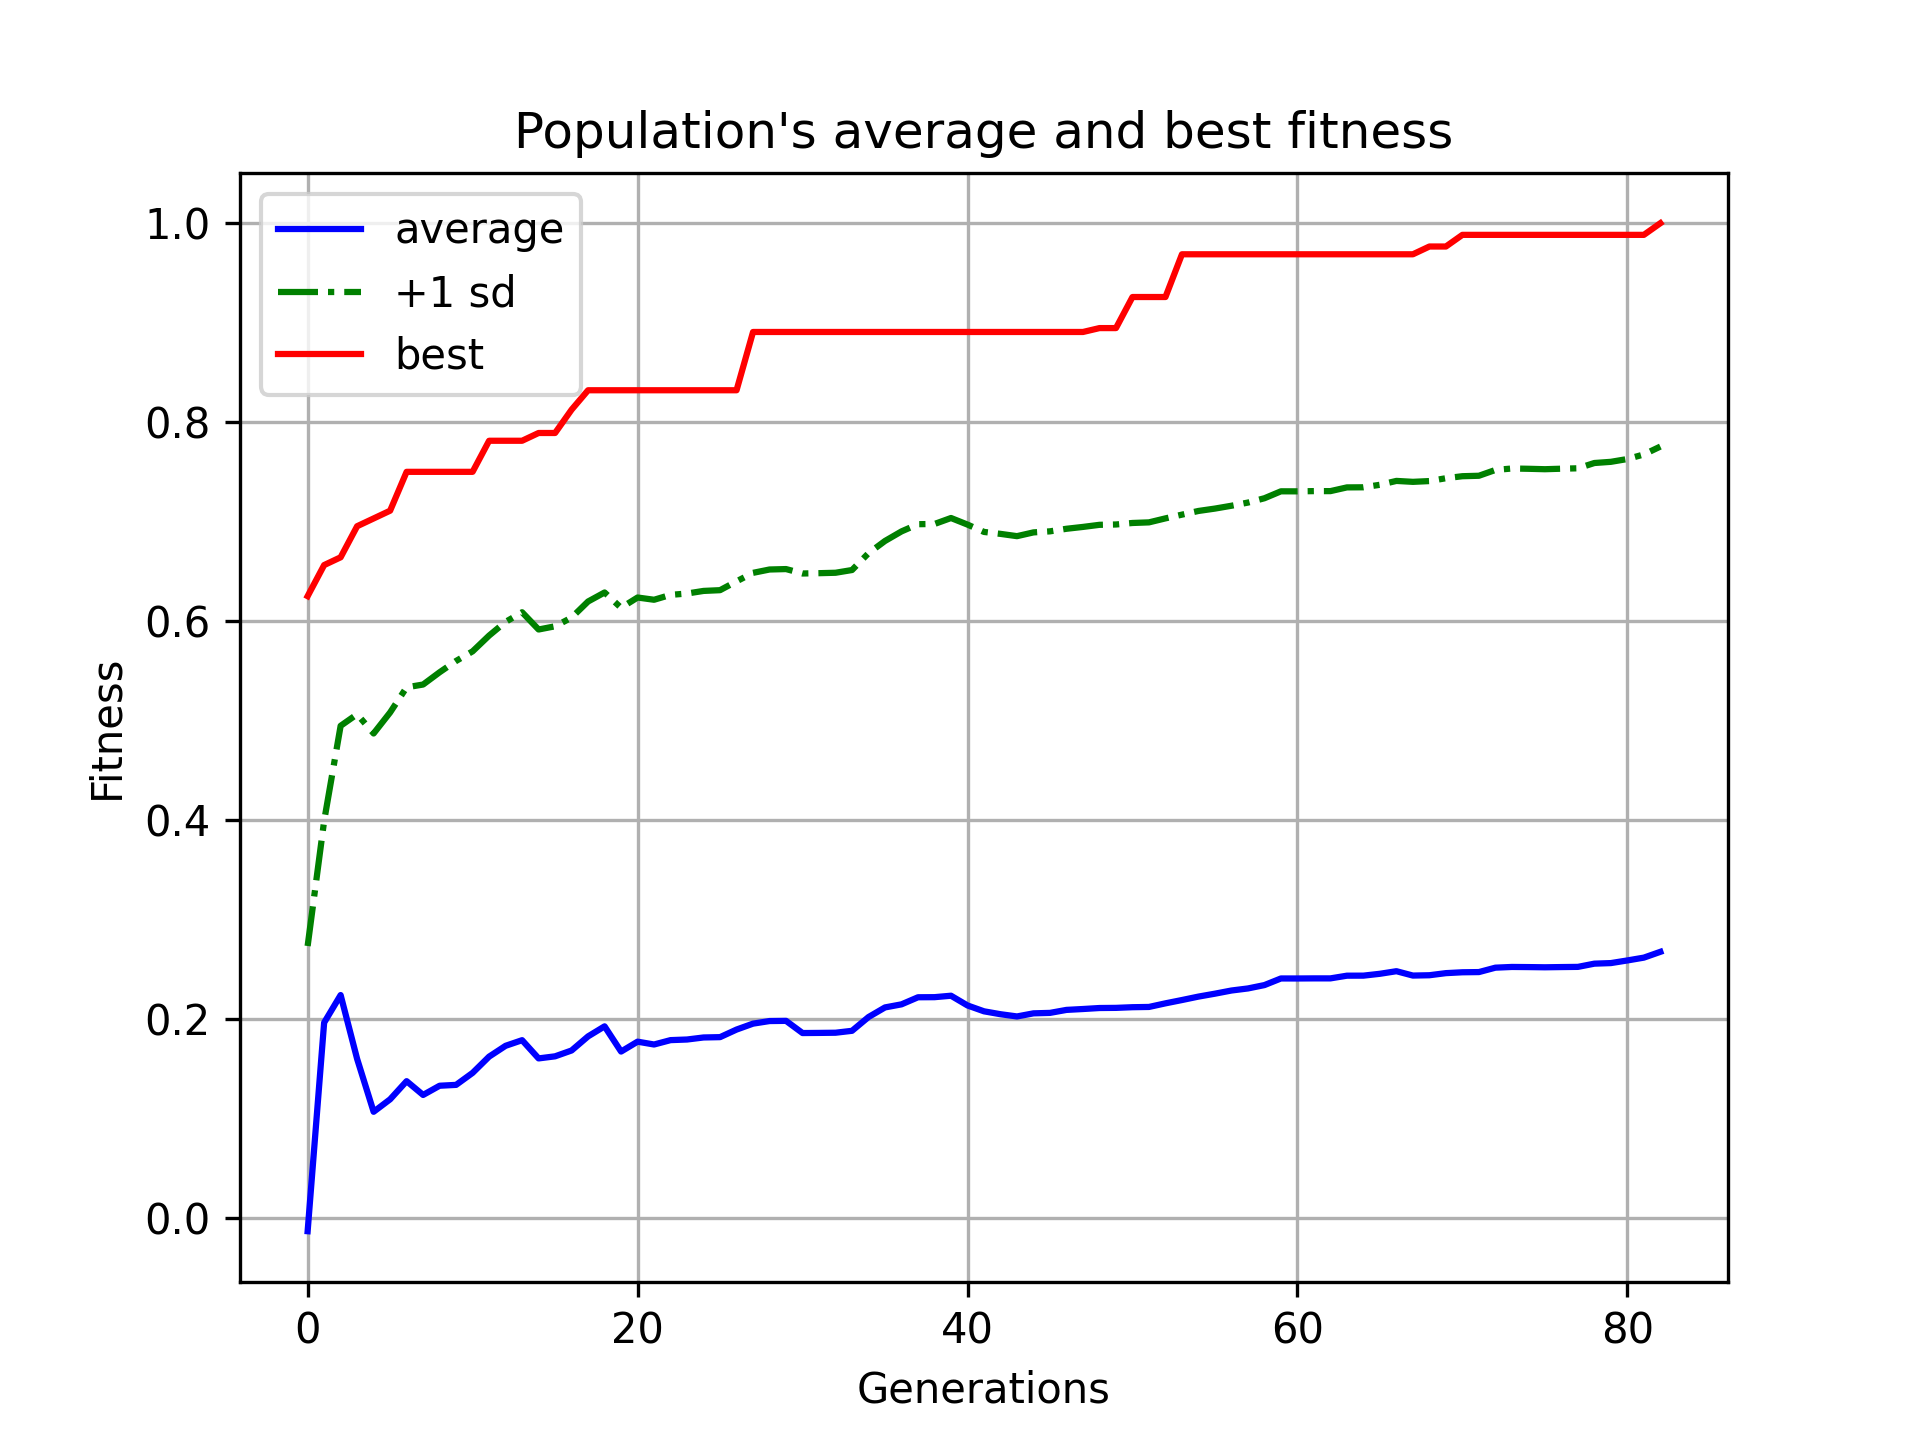 Population's average and best fitness
average
+1 sd
best
1.0
0.8
0.6
0.4
0.2
0.0
Fitness
0 20 40 60 80
Generations